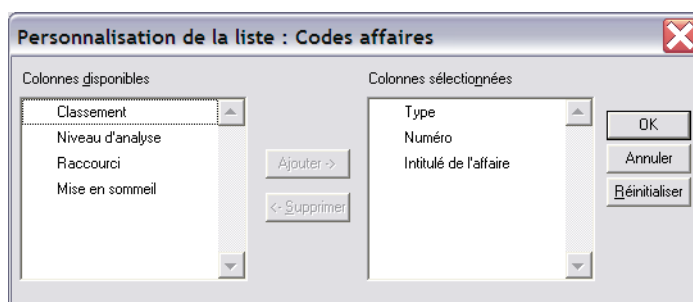 Personnalisation de la liste : Codes affaires
Colonnes disponibles
Colonnes sélectionnées
Classement
Niveau d'analyse
Raccourci
Mise en sommeil
Ajouter ->
<- Supprimer
Type
Numéro
Intitulé de l'affaire
OK
Annuler
Réinitialiser